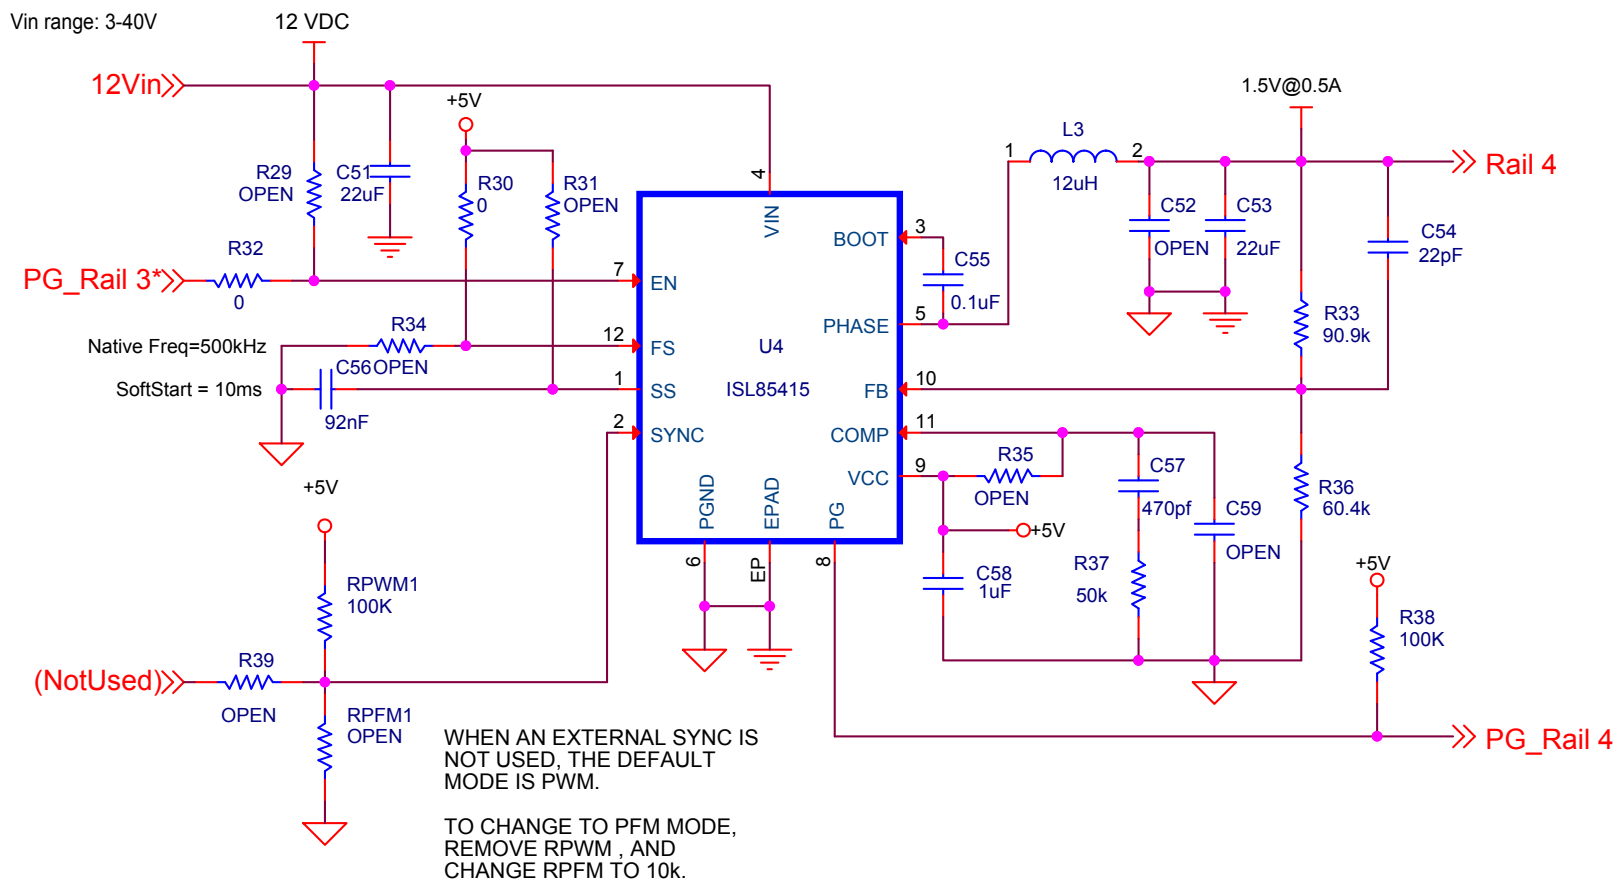 Vin range: 3-40V
12 VDC
12Vin
+5V
1.5V@0.5A
L3
1
2
12uH
Rail 4
R29
OPEN
C51
22uF
R30
0
R31
OPEN
4
VIN
BOOT
3
C55
0.1uF
C52
OPEN
C53
22uF
C54
22pF
R32
0
PG_Rail 3*
7
EN
PHASE
5
R33
90.9k
Native Freq=500kHz
R34
OPEN
12
FS
U4
ISL85415
SoftStart = 10ms
C56
92nF
1
SS
FB
10
2
SYNC
COMP
11
VCC
9
R35
OPEN
C57
470pf
C59
OPEN
R36
60.4k
+5V
PGND
EPAD
PG
6
EP
8
+5V
C58
1uF
R37
50k
+5V
R38
100K
RPWM1
100K
(NotUsed)
R39
OPEN
RPFM1
OPEN
PG_Rail 4
WHEN AN EXTERNAL SYNC IS
NOT USED, THE DEFAULT
MODE IS PWM.
TO CHANGE TO PFM MODE,
REMOVE RPWM , AND
CHANGE RPFM TO 10k.